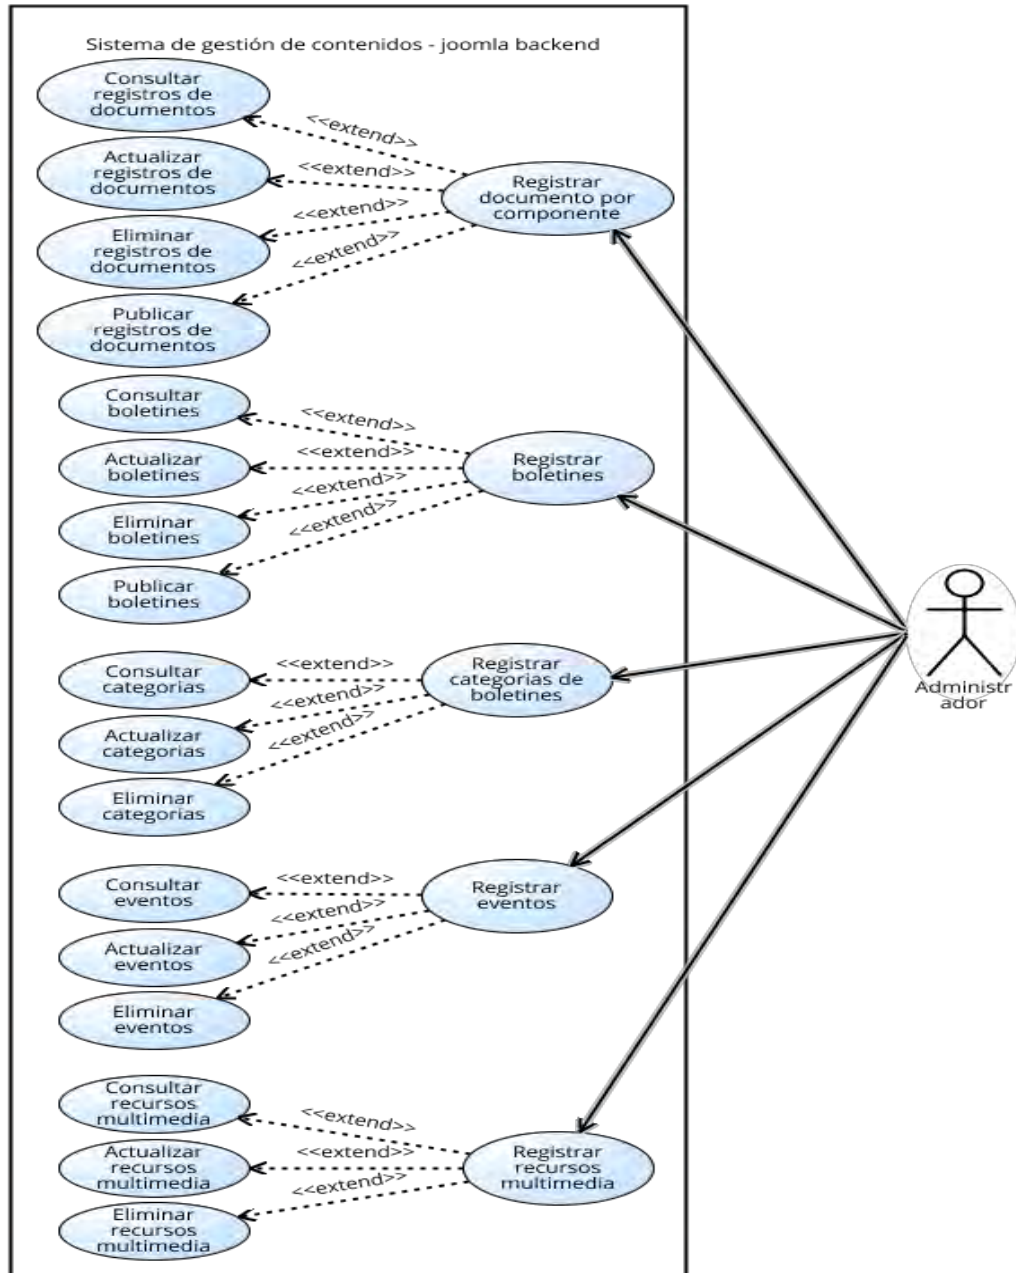 Sistema de gestión de contenidos - joomla backend
Consultar
registros de
documentos
<<extend>>
Actualizar
registros de
documentos
<<extend>>
Registrar
documento por
componente
Eliminar
registros de
documentos
<<extend>>
<<extend>>
Publicar
registros de
documentos
Consultar
boletines
<<extend>>
Actualizar
boletines
<<extend>>
Registrar
boletines
<<extend>>
Eliminar
boletines
<<extend>>
Publicar
boletines
Consultar
categorias
<<extend>>
Registrar
categorias de
boletines
<<extend>>
Actualizar
categorias
<<extend>>
Eliminar
categorias
Administr
ador
Consultar
eventos
<<extend>>
Registrar
eventos
<<extend>>
Actualizar
eventos
<<extend>>
Eliminar
eventos
Consultar
recursos
multimedia
<<extend>>
Actualizar
recursos
multimedia
<<extend>>
Registrar
recursos
multimedia
<<extend>>
Eliminar
recursos
multimedia